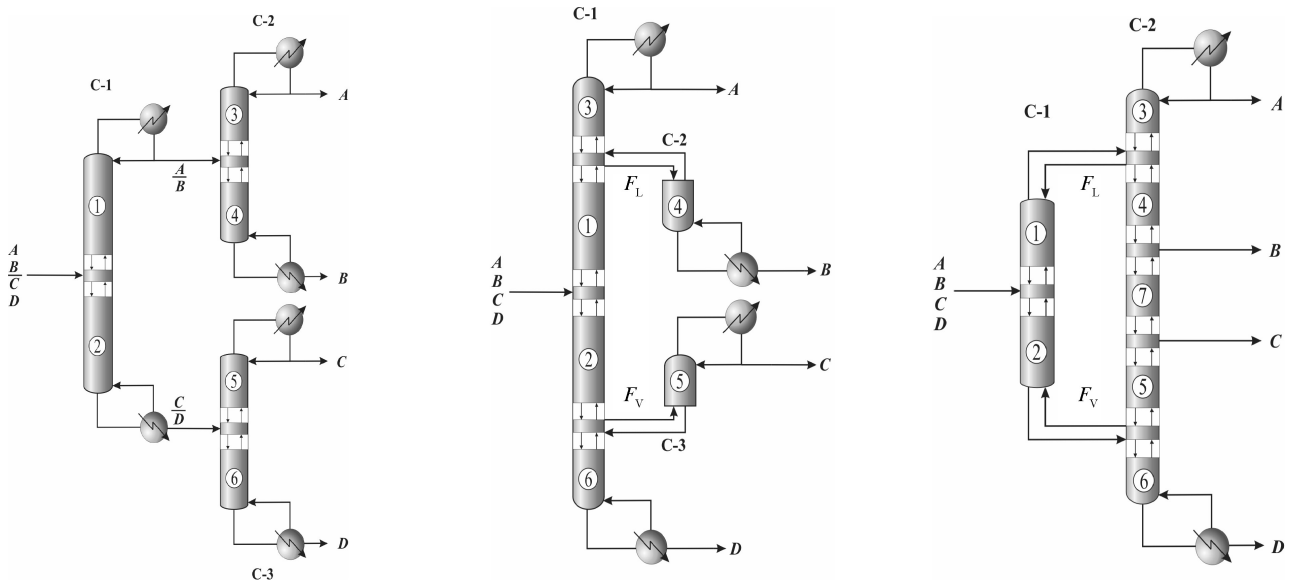 C-2
C-1
③
A
A
B
①
④
A
B
C
D
B
②
⑤
C
C
D
⑥
D
C-3
C-1
③
A
C-2
F_L
④
①
B
A
B
C
D
②
C
F_V
⑤
C-3
⑥
D
C-2
C-1
③
A
F_L
④
①
B
A
B
C
D
⑦
②
C
⑤
F_V
⑥
D